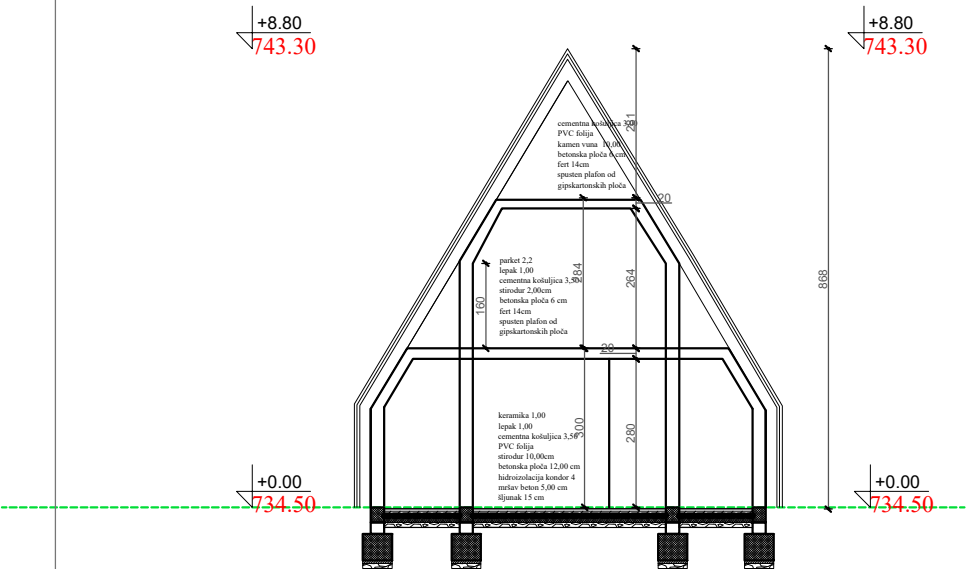 +8.80
743.30
+8.80
743.30
cementna košuljica 3,00
PVC folija
kamen vuna 10,00
betonska ploča 6 cm
fert 14cm
spusten plafon od
gipskartonskih ploča
20
parket 2,2
lepak 1,00
cementna košuljica 3,50
stirodur 2,00cm
betonska ploča 6 cm
fert 14cm
spusten plafon od
gipskartonskih ploča
284
264
868
160
20
keramika 1,00
lepak 1,00
cementna košuljica 3,50
PVC folija
stirodur 10,00cm
betonska ploča 12,00 cm
hidroizolacija kondor 4
mršav beton 5,00 cm
šljunak 15 cm
300
280
+0.00
734.50
+0.00
734.50